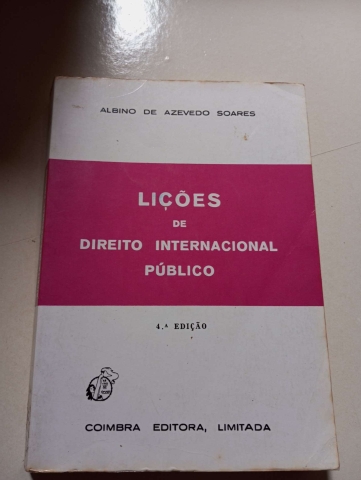 ALBINO DE AZEVEDO SOARES
LIÇÕES
DE
DIREITO INTERNACIONAL
PÚBLICO
4.ª EDIÇÃO
COIMBRA EDITORA, LIMITADA